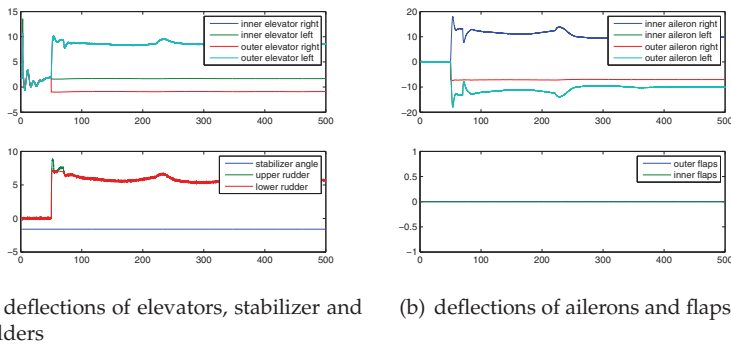 15
10
5
0
−5
0
100
200
300
400
500
inner elevator right
inner elevator left
outer elevator right
outer elevator left
10
5
0
−5
0
100
200
300
400
500
stabilizer angle
upper rudder
lower rudder
deflections of elevators, stabilizer and
lders
20
10
0
−10
−20
0
100
200
300
400
500
inner aileron right
inner aileron left
outer aileron right
outer aileron left
1
0.5
0
−0.5
−1
0
100
200
300
400
500
outer flaps
inner flaps
(b) deflections of ailerons and flaps